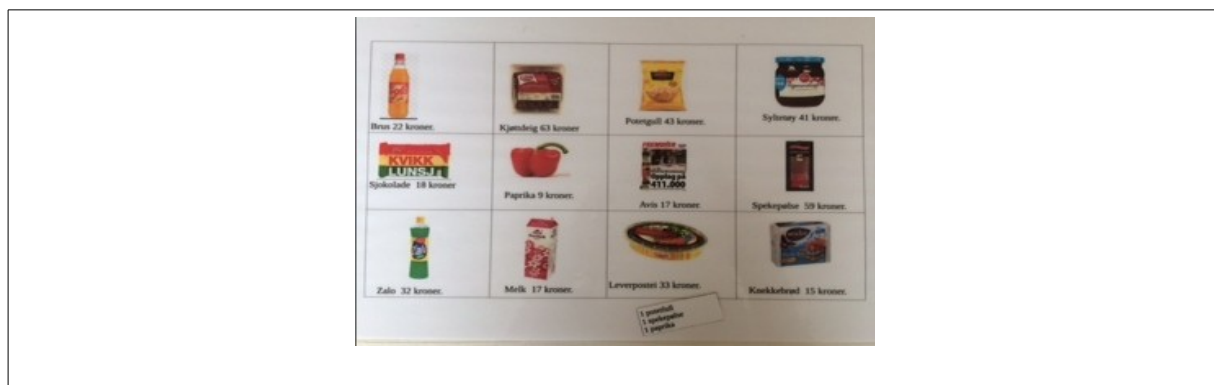 Brus 22 kroner.
Kjøttdeig 63 kroner
Potetgull 43 kroner.
Syltetøy 41 kroner.
KVIKK
LUNSJ
Sjokolade 18 kroner
Paprika 9 kroner.
411.000
Avis 17 kroner.
Spekepølse 59 kroner.
Zalo 32 kroner.
Melk 17 kroner.
Leverpostei 33 kroner.
Knekkebrød 15 kroner.
1 spekepølse
1 paprika